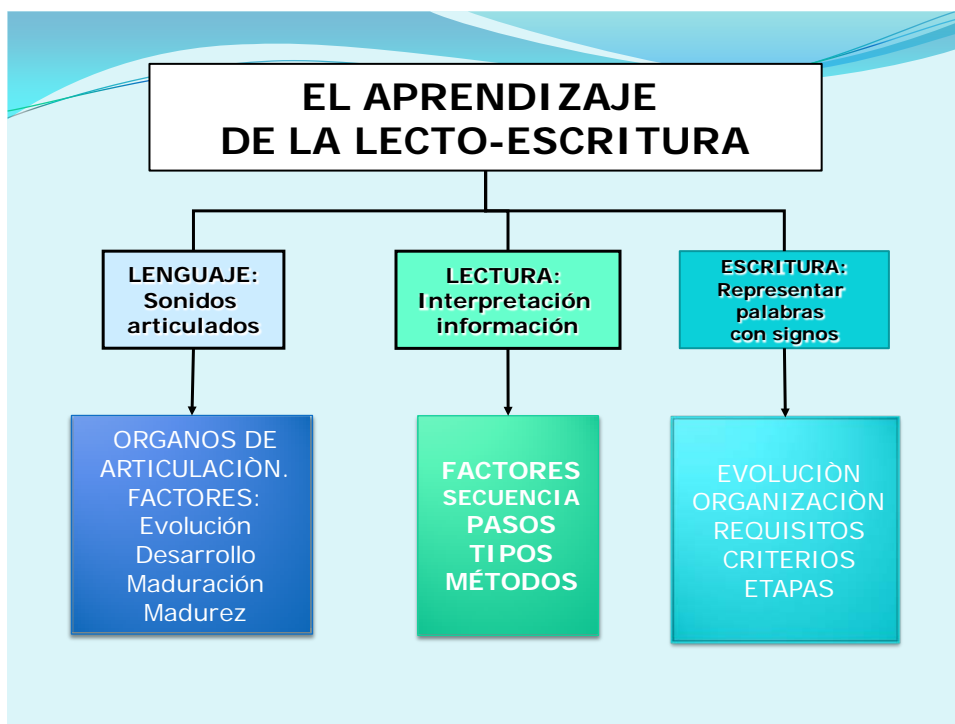 EL APRENDIZAJE
DE LA LECTO-ESCRITURA
LENGUAJE:
Sonidos
articulados
LECTURA:
Interpretación
información
ESCRITURA:
Representar
palabras
con signos
ORGANOS DE
ARTICULACIÒN.
FACTORES:
Evolución
Desarrollo
Maduración
Madurez
FACTORES
SECUENCIA
PASOS
TIPOS
MÉTODOS
EVOLUCIÒN
ORGANIZACIÒN
REQUISITOS
CRITERIOS
ETAPAS